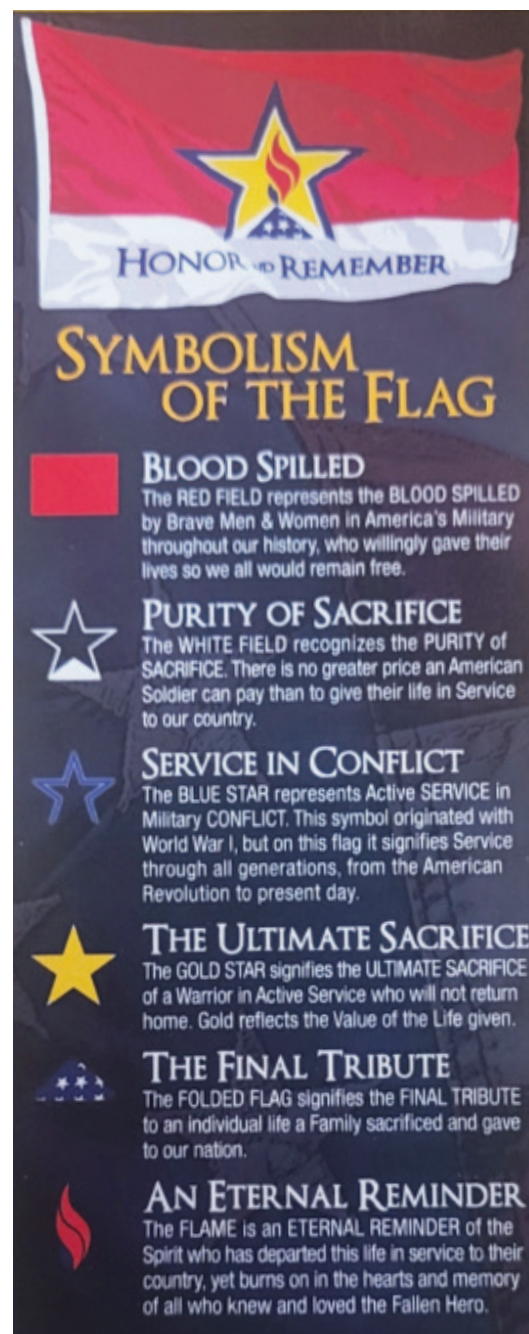 HONOR AND REMEMBER
SYMBOLISM
OF THE FLAG
BLOOD SPILLED
The RED FIELD represents the BLOOD SPILLED
by Brave Men & Women in America's Military
throughout our history, who willingly gave their
lives so we all would remain free.
PURITY OF SACRIFICE
The WHITE FIELD recognizes the PURITY of
SACRIFICE. There is no greater price an American
Soldier can pay than to give their life in Service
to our country.
SERVICE IN CONFLICT
The BLUE STAR represents Active SERVICE in
Military CONFLICT. This symbol originated with
World War I, but on this flag it signifies Service
through all generations, from the American
Revolution to present day.
THE ULTIMATE SACRIFICE
The GOLD STAR signifies the ULTIMATE SACRIFICE
of a Warrior in Active Service who will not return
home. Gold reflects the Value of the Life given.
THE FINAL TRIBUTE
The FOLDED FLAG signifies the FINAL TRIBUTE
to an individual life a Family sacrificed and gave
to our nation.
AN ETERNAL REMINDER
The FLAME is an ETERNAL REMINDER of the
Spirit who has departed this life in service to their
country, yet burns on in the hearts and memory
of all who knew and loved the Fallen Hero.